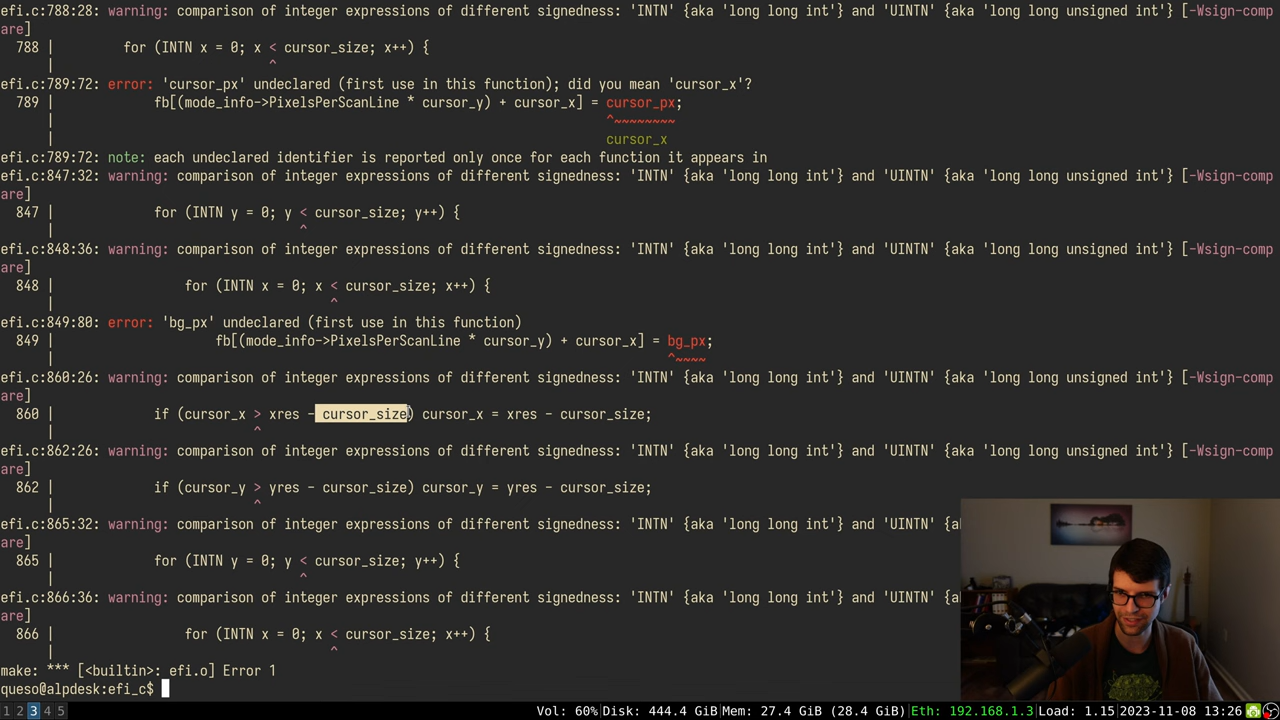 efi.c:788:28: warning: comparison of integer expressions of different signedness: 'INTN' {aka 'long long int'} and 'UINTN' {aka 'long long unsigned int'} [-Wsign-comp
are]
788 | for (INTN x = 0; x < cursor_size; x++) {
| ^
efi.c:789:72: error: 'cursor_px' undeclared (first use in this function); did you mean 'cursor_x'?
789 | fb[(mode_info->PixelsPerScanLine * cursor_y) + cursor_x] = cursor_px;
| ^~~~~~~~~
| cursor_x
efi.c:789:72: note: each undeclared identifier is reported only once for each function it appears in
efi.c:847:32: warning: comparison of integer expressions of different signedness: 'INTN' {aka 'long long int'} and 'UINTN' {aka 'long long unsigned int'} [-Wsign-comp
are]
847 | for (INTN y = 0; y < cursor_size; y++) {
| ^
efi.c:848:36: warning: comparison of integer expressions of different signedness: 'INTN' {aka 'long long int'} and 'UINTN' {aka 'long long unsigned int'} [-Wsign-comp
are]
848 | for (INTN x = 0; x < cursor_size; x++) {
| ^
efi.c:849:80: error: 'bg_px' undeclared (first use in this function)
849 | fb[(mode_info->PixelsPerScanLine * cursor_y) + cursor_x] = bg_px;
| ^~~~~
efi.c:860:26: warning: comparison of integer expressions of different signedness: 'INTN' {aka 'long long int'} and 'UINTN' {aka 'long long unsigned int'} [-Wsign-comp
are]
860 | if (cursor_x > xres - cursor_size) cursor_x = xres - cursor_size;
| ^
efi.c:862:26: warning: comparison of integer expressions of different signedness: 'INTN' {aka 'long long int'} and 'UINTN' {aka 'long long unsigned int'} [-Wsign-comp
are]
862 | if (cursor_y > yres - cursor_size) cursor_y = yres - cursor_size;
| ^
efi.c:865:32: warning: comparison of integer expressions of different signedness: 'INTN' {aka 'long long int'} and 'UINTN' {a
are]
865 | for (INTN y = 0; y < cursor_size; y++) {
| ^
efi.c:866:36: warning: comparison of integer expressions of different signedness: 'INTN' {aka 'long long int'} and 'UINTN' {a
are]
866 | for (INTN x = 0; x < cursor_size; x++) {
| ^
make: *** [<builtin>: efi.o] Error 1
queso@alpdesk:efi_c$
1 2 3 4 5 Vol: 60% | Disk: 444.4 GiB | Mem: 27.4 GiB (28.4 GiB) | Eth: 192.168.1.3 | Load: 1.15 2023-11-08 13:26